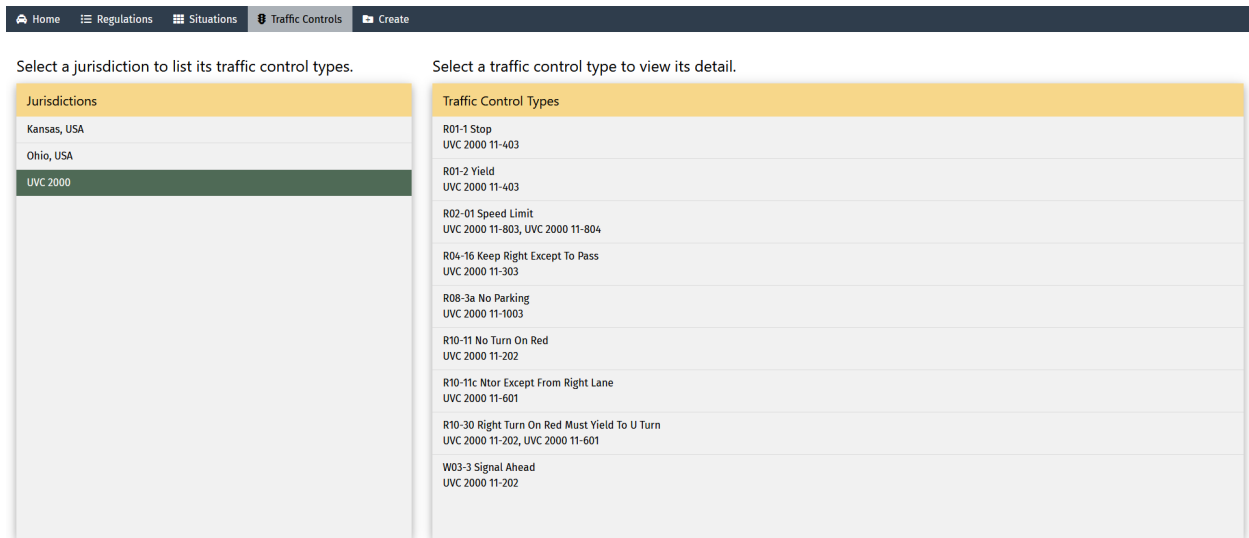 Home Regulations Situations Traffic Controls Create
Select a jurisdiction to list its traffic control types.
Jurisdictions
Kansas, USA
Ohio, USA
UVC 2000
Select a traffic control type to view its detail.
Traffic Control Types
R01-1 Stop
UVC 2000 11-403
R01-2 Yield
UVC 2000 11-403
R02-01 Speed Limit
UVC 2000 11-803, UVC 2000 11-804
R04-16 Keep Right Except To Pass
UVC 2000 11-303
R08-3a No Parking
UVC 2000 11-1003
R10-11 No Turn On Red
UVC 2000 11-202
R10-11c Ntor Except From Right Lane
UVC 2000 11-601
R10-30 Right Turn On Red Must Yield To U Turn
UVC 2000 11-202, UVC 2000 11-601
W03-3 Signal Ahead
UVC 2000 11-202